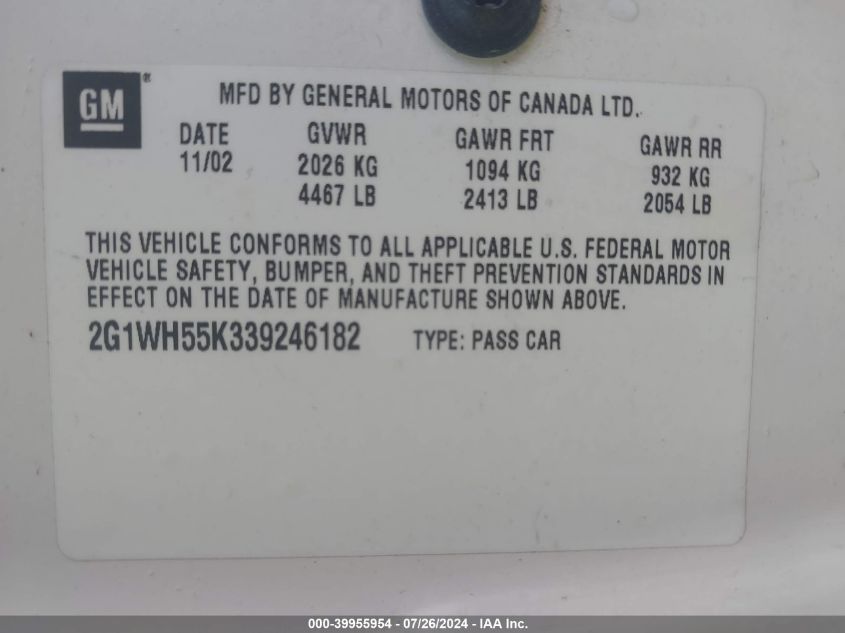 GM®
MFD BY GENERAL MOTORS OF CANADA LTD.
DATE GVWR GAWR FRT GAWR RR
11/02 2026 KG 1094 KG 932 KG
4467 LB 2413 LB 2054 LB
THIS VEHICLE CONFORMS TO ALL APPLICABLE U.S. FEDERAL MOTOR
VEHICLE SAFETY, BUMPER, AND THEFT PREVENTION STANDARDS IN
EFFECT ON THE DATE OF MANUFACTURE SHOWN ABOVE.
2G1WH55K339246182 TYPE: PASS CAR
000-39955954 - 07/26/2024 - IAA Inc.